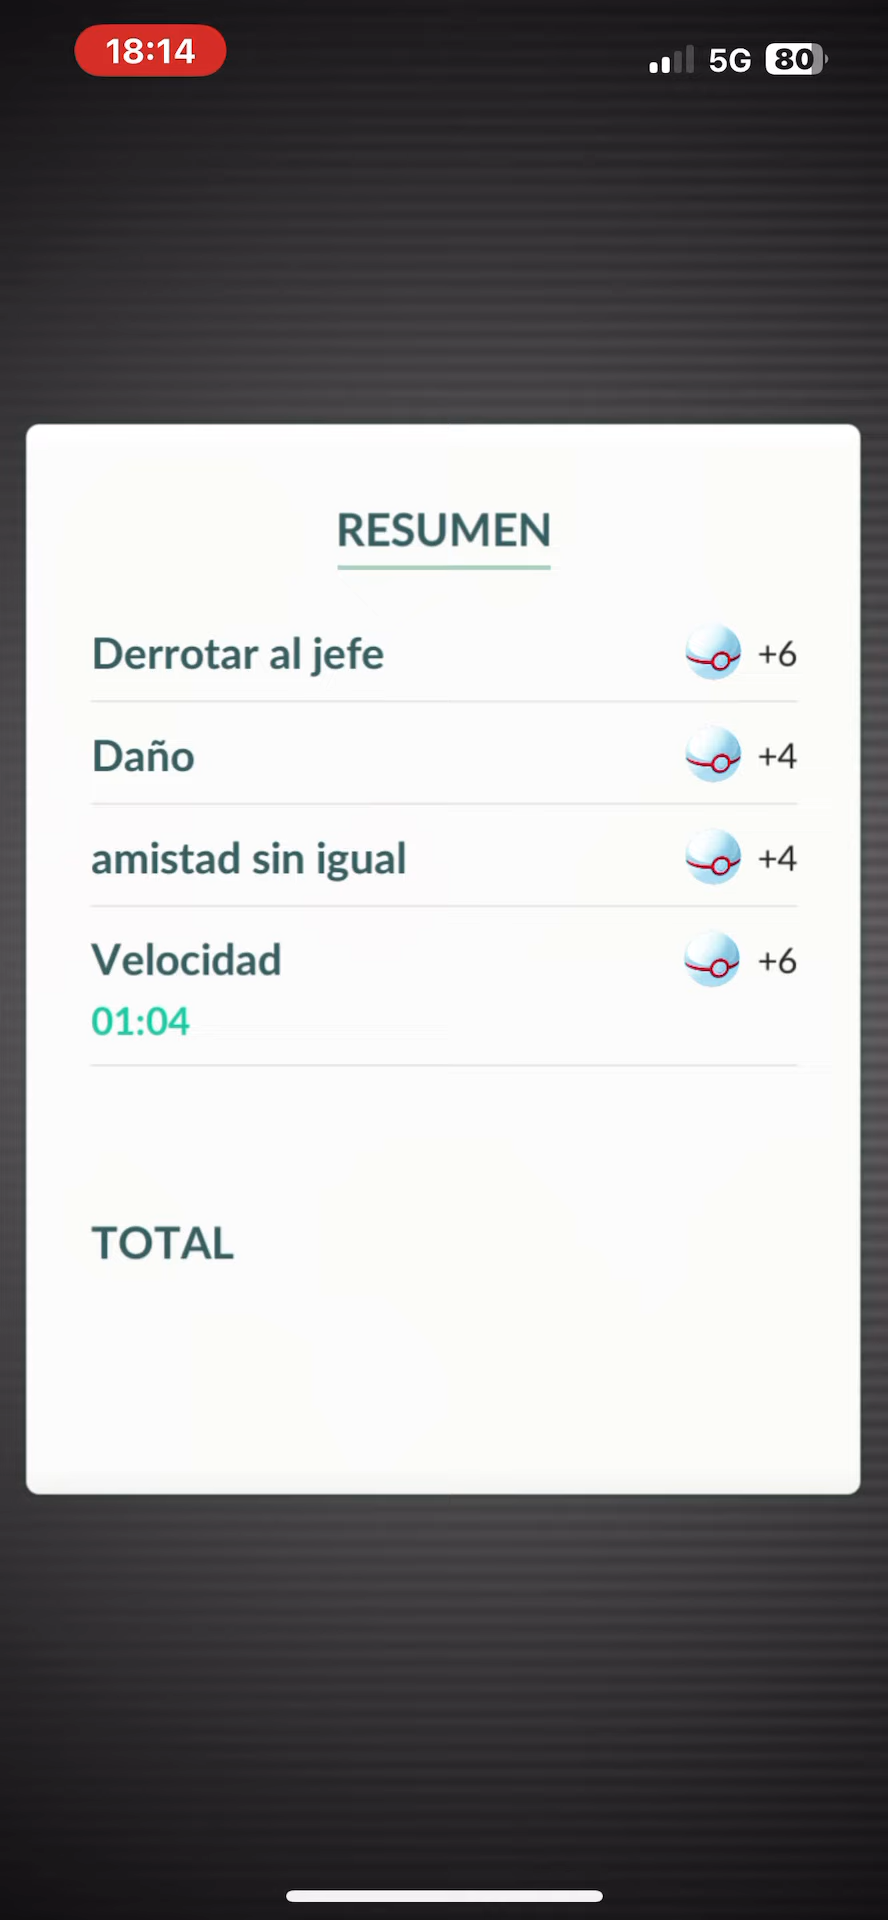 18:14
5G 80
RESUMEN
Derrotar al jefe +6
Daño +4
amistad sin igual +4
Velocidad +6
01:04
TOTAL